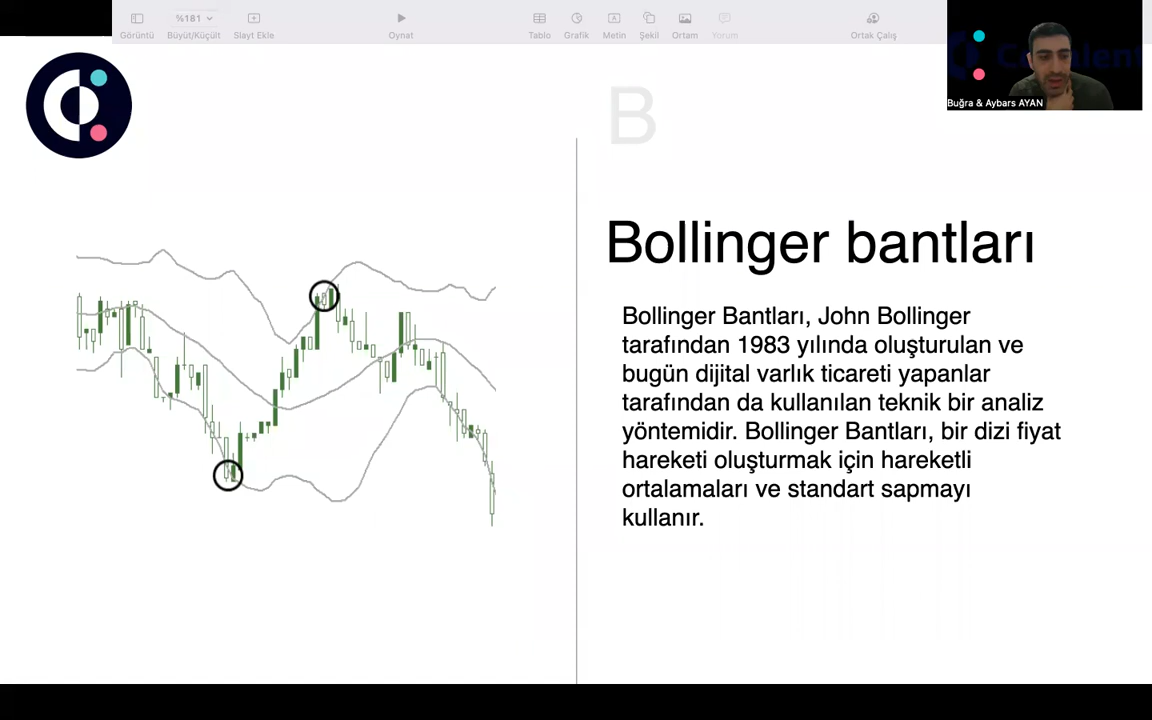 %181
Görüntü
Büyüt/Küçült
Slayt Ekle
Oynat
Tablo
Grafik
Metin
Şekil
Ortam
Yorum
Ortak Çalış
Buğra & Aybars AYAN
B
Bollinger bantları
Bollinger Bantları, John Bollinger
tarafından 1983 yılında oluşturulan ve
bugün dijital varlık ticareti yapanlar
tarafından da kullanılan teknik bir analiz
yöntemidir. Bollinger Bantları, bir dizi fiyat
hareketi oluşturmak için hareketli
ortalamaları ve standart sapmayı
kullanır.